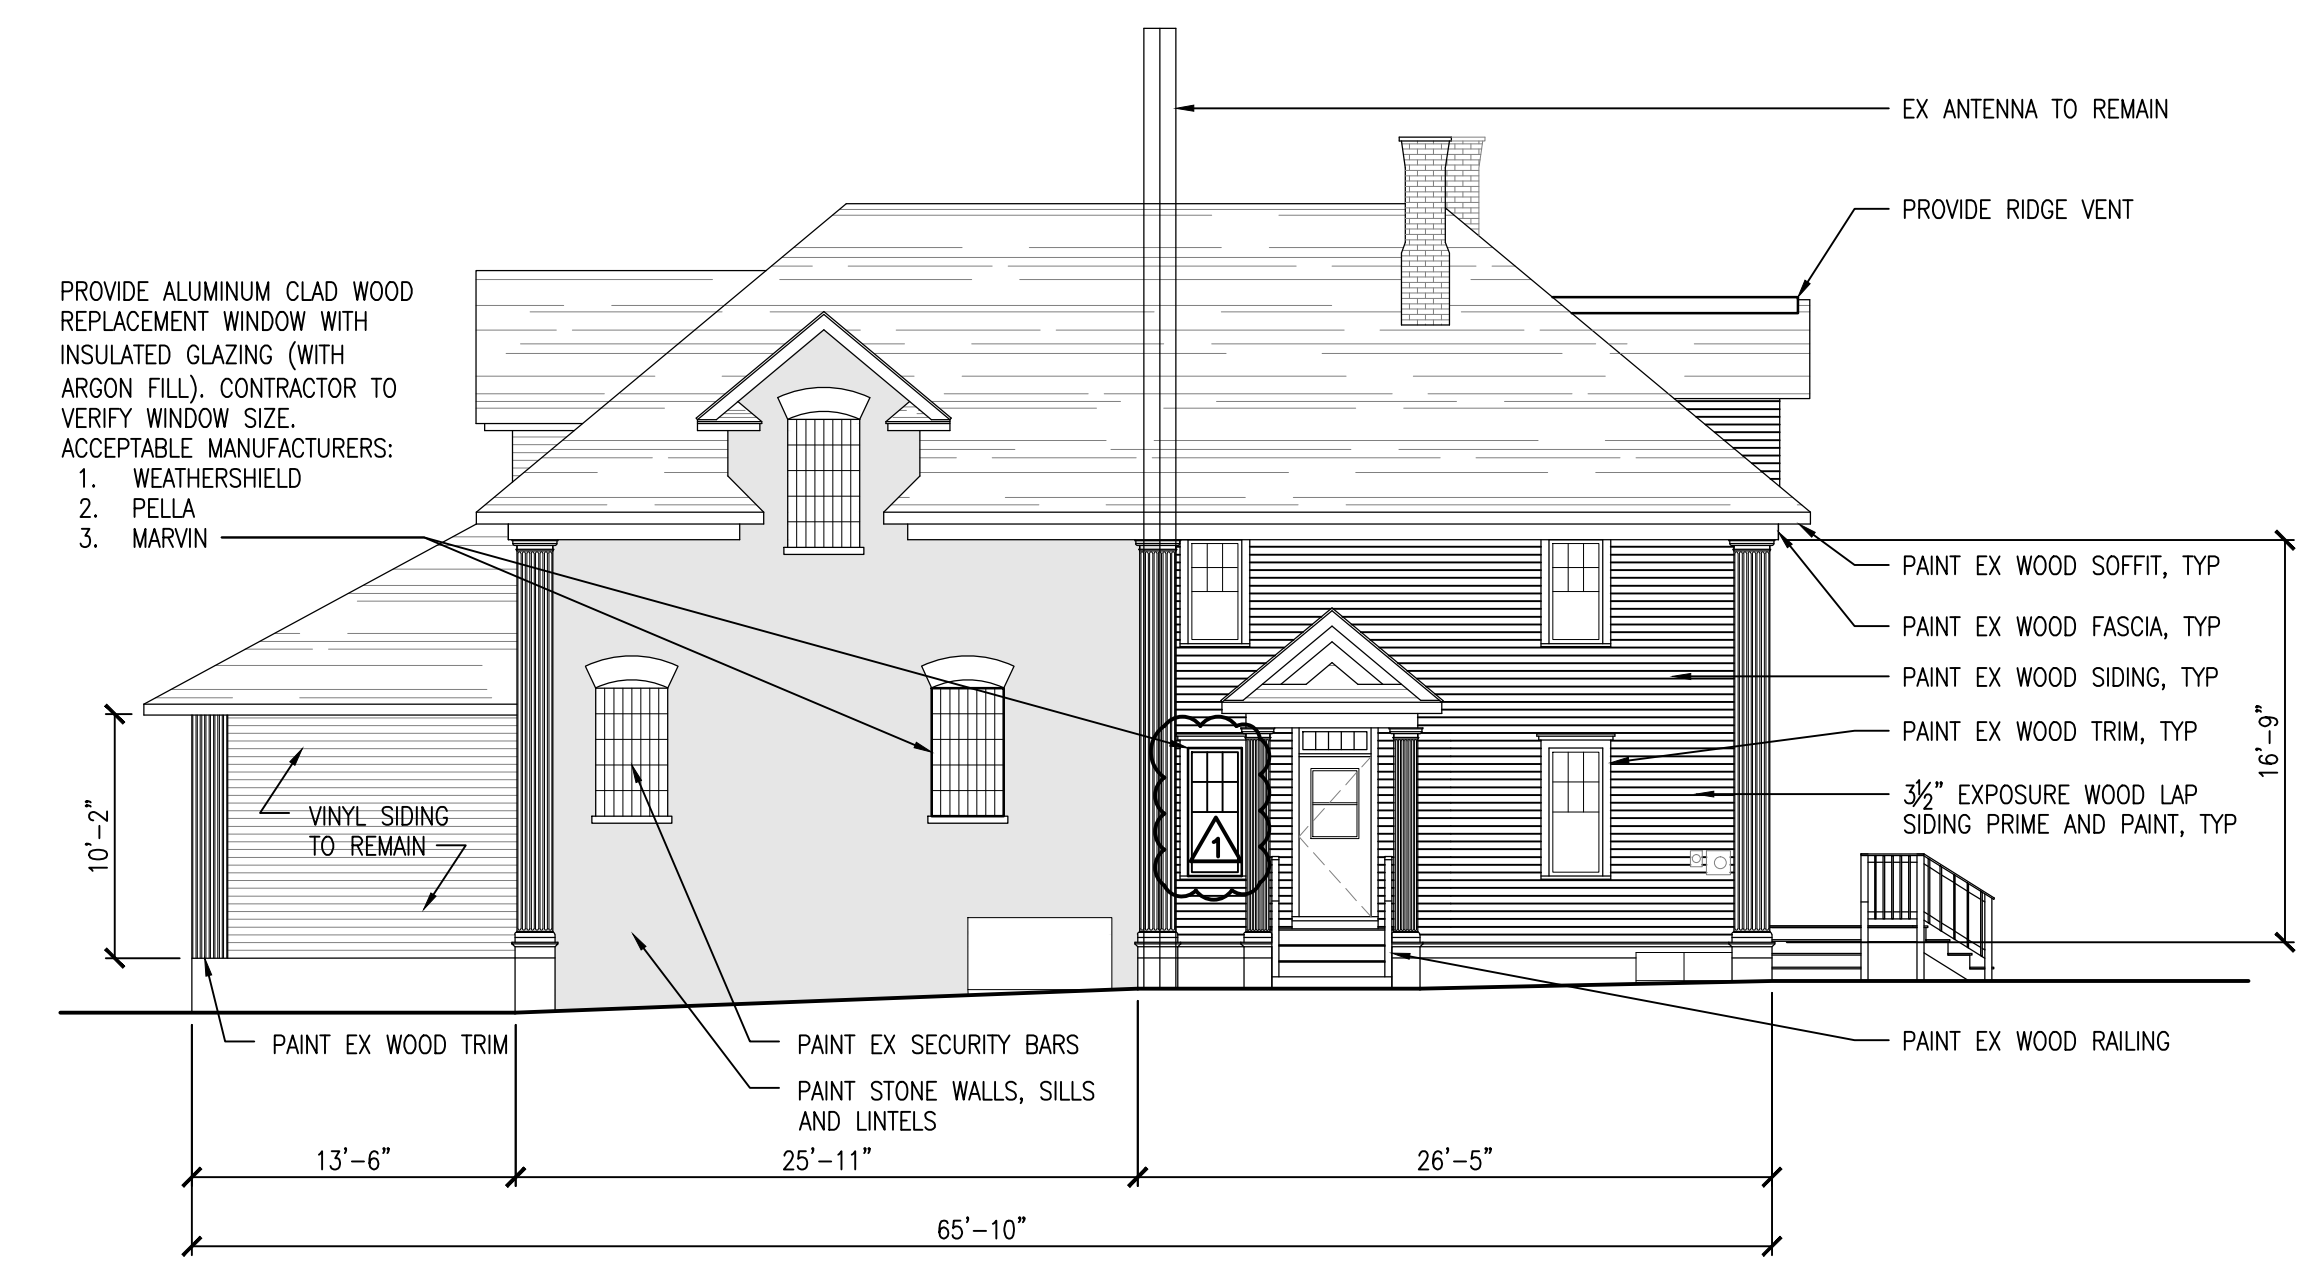 EX ANTENNA TO REMAIN
PROVIDE RIDGE VENT
PROVIDE ALUMINUM CLAD WOOD
REPLACEMENT WINDOW WITH
INSULATED GLAZING (WITH
ARGON FILL). CONTRACTOR TO
VERIFY WINDOW SIZE.
ACCEPTABLE MANUFACTURERS:
1. WEATHERSHIELD
2. PELLA
3. MARVIN
PAINT EX WOOD SOFFIT, TYP
PAINT EX WOOD FASCIA, TYP
PAINT EX WOOD SIDING, TYP
PAINT EX WOOD TRIM, TYP
3½" EXPOSURE WOOD LAP
SIDING PRIME AND PAINT, TYP
16'-9"
10'-2"
VINYL SIDING
TO REMAIN
1
PAINT EX WOOD TRIM
PAINT EX SECURITY BARS
PAINT STONE WALLS, SILLS
AND LINTELS
PAINT EX WOOD RAILING
13'-6"
25'-11"
26'-5"
65'-10"